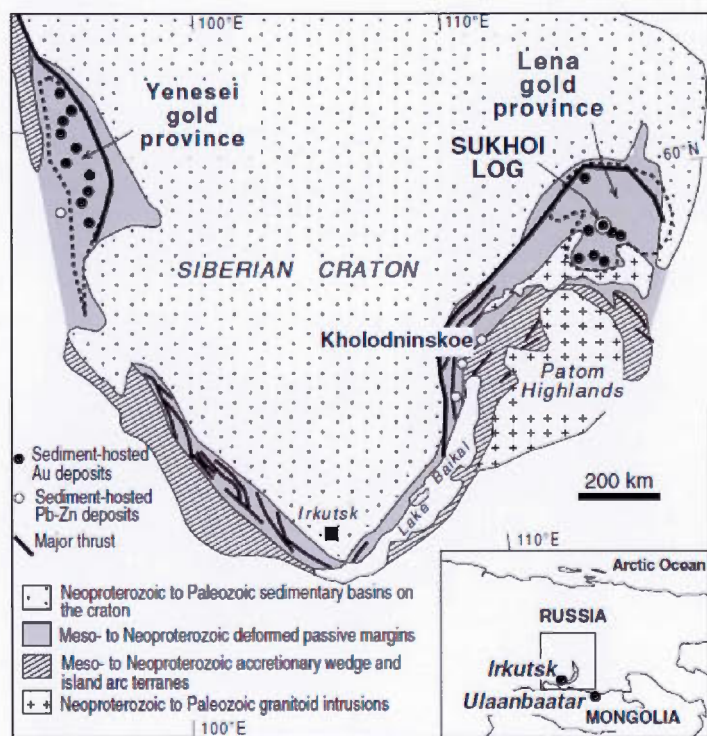 100°E
110°E
Yenesei
gold
province
Lena
gold
province
SUKHOI
LOG
60°N
SIBERIAN CRATON
Kholodninskoe
Patom
Highlands
Sediment-hosted
Au deposits
Sediment-hosted
Pb-Zn deposits
Major thrust
Irkutsk
Lake Baikal
200 km
110°E
Neoproterozoic to Paleozoic sedimentary basins on
the craton
Meso- to Neoproterozoic deformed passive margins
Meso- to Neoproterozoic accretionary wedge and
island arc terranes
Neoproterozoic to Paleozoic granitoid intrusions
100°E
Arctic Ocean
RUSSIA
Irkutsk
Ulaanbaatar
MONGOLIA